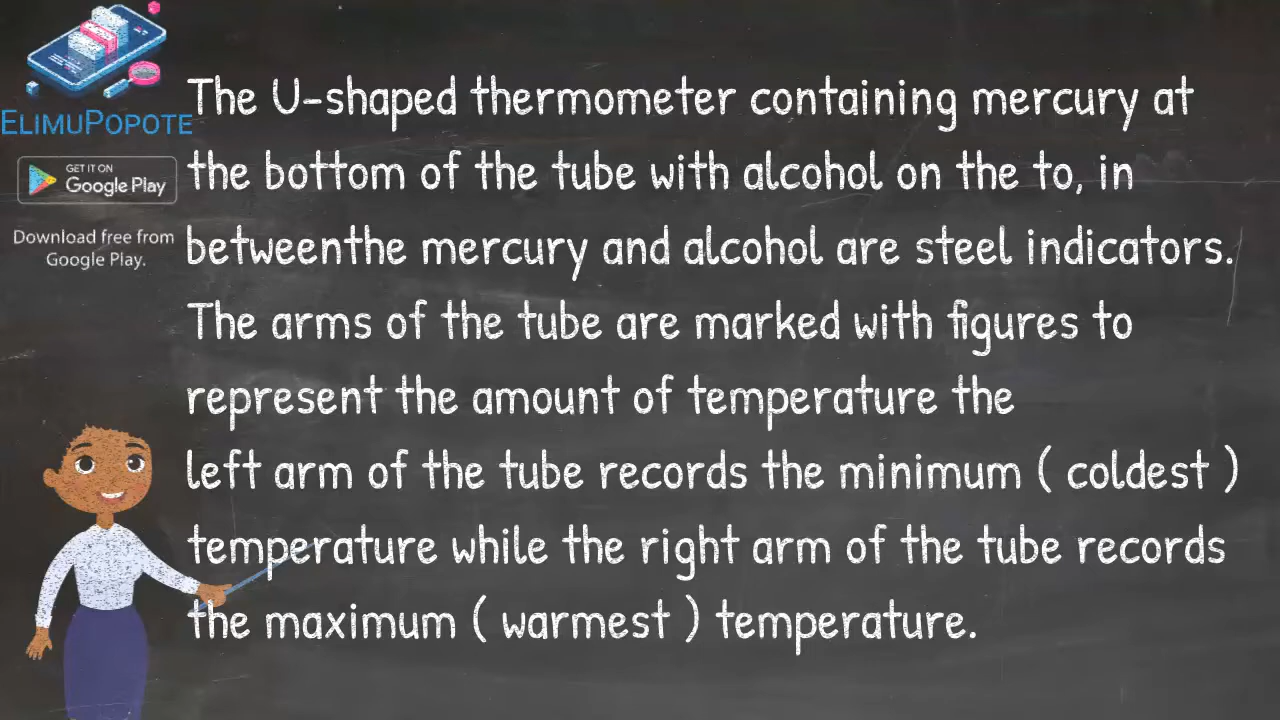 ELIMUPOPOTE
GET IT ON
Google Play
Download free from
Google Play.
The U-shaped thermometer containing mercury at
the bottom of the tube with alcohol on the to, in
betweenthe mercury and alcohol are steel indicators.
The arms of the tube are marked with figures to
represent the amount of temperature the
left arm of the tube records the minimum ( coldest )
temperature while the right arm of the tube records
the maximum ( warmest ) temperature.